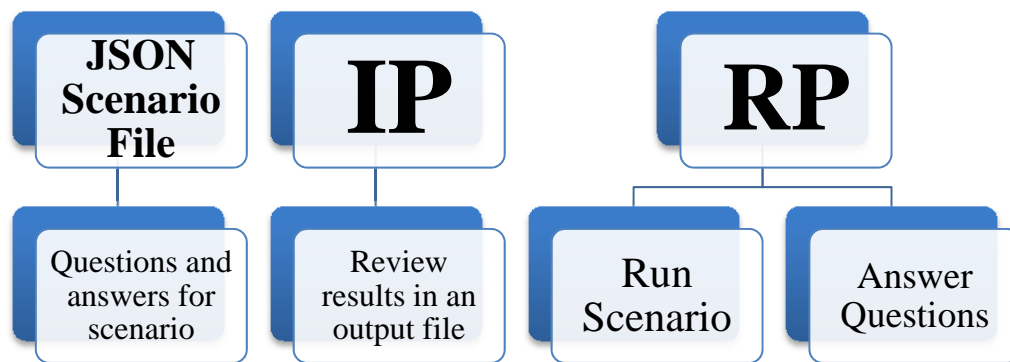 JSON
Scenario
File
IP
RP
Questions and
answers for
scenario
Review
results in an
output file
Run
Scenario
Answer
Questions